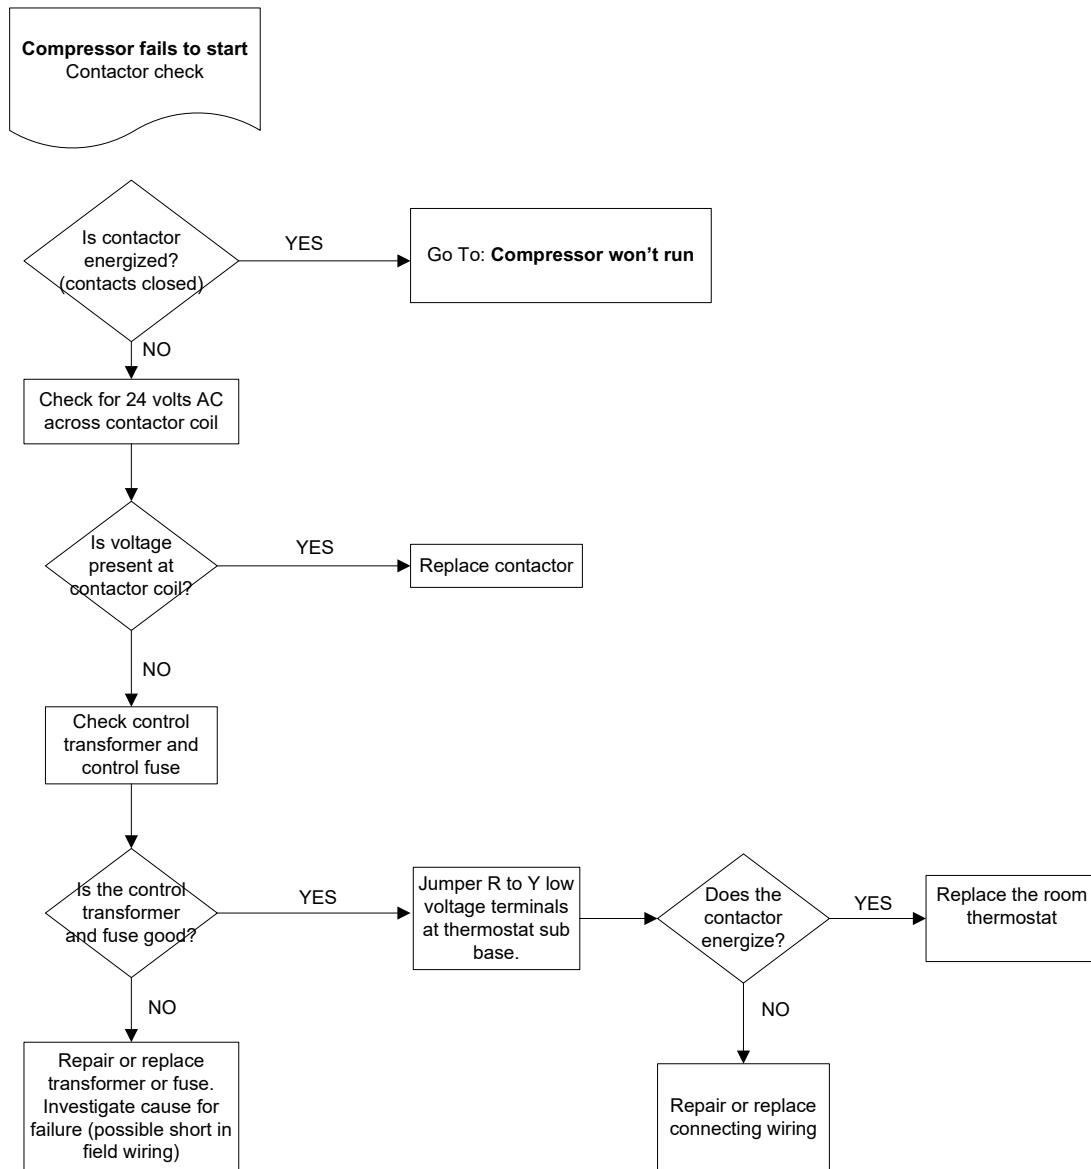 Compressor fails to start
Contactor check
Is contactor
energized?
(contacts closed)
YES
Go To: Compressor won’t run
NO
Check for 24 volts AC
across contactor coil
Is voltage
present at
contactor coil?
YES
Replace contactor
NO
Check control
transformer and
control fuse
Is the control
transformer
and fuse good?
YES
Jumper R to Y low
voltage terminals
at thermostat sub
base.
Does the
contactor
energize?
YES
Replace the room
thermostat
NO
Repair or replace
transformer or fuse.
Investigate cause for
failure (possible short in
field wiring)
NO
Repair or replace
connecting wiring